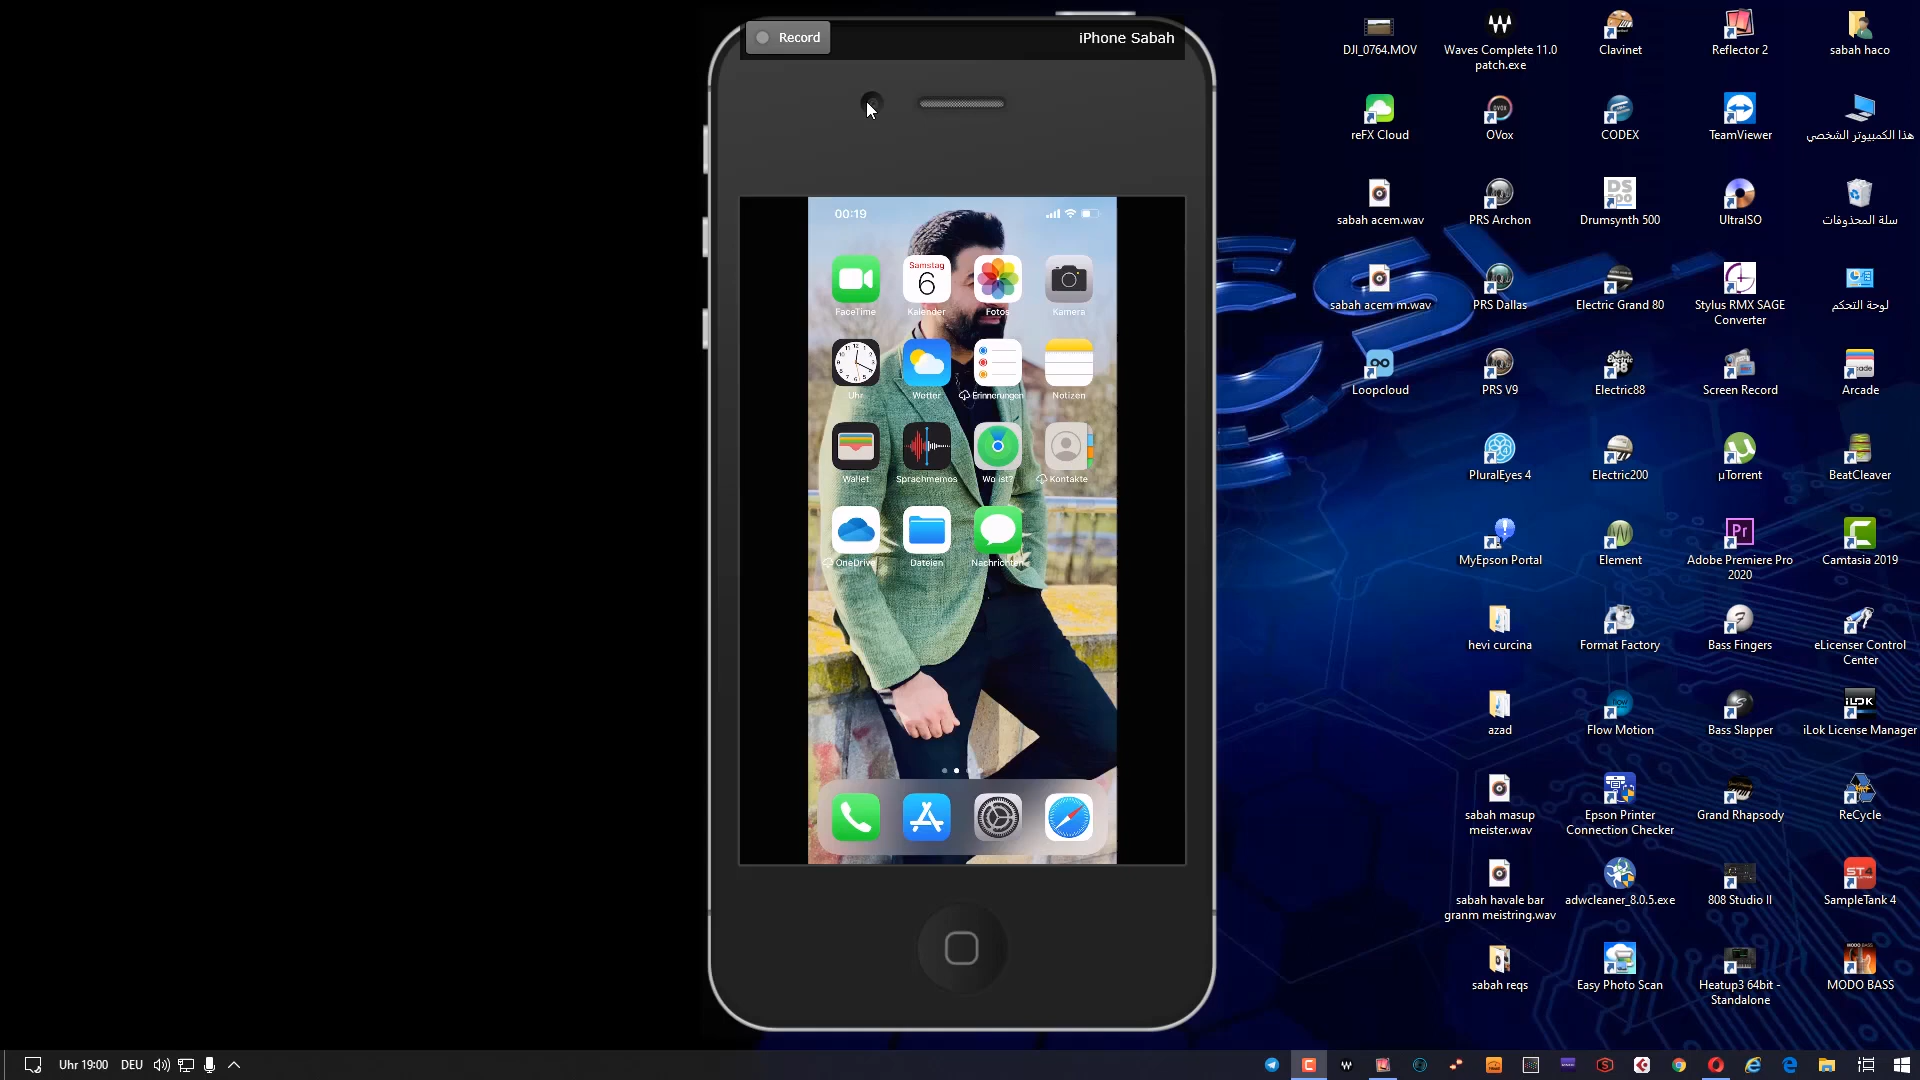 Record
iPhone Sabah
00:19
FaceTime
Samstag
6
Kalender
Fotos
Kamera
Uhr
Wetter
Erinnerungen
Notizen
Wallet
Sprachmemos
Wo ist?
Kontakte
OneDrive
Dateien
Nachrichten
DJI_0764.MOV
Waves Complete 11.0
patch.exe
Clavinet
Reflector 2
sabah haco
reFX Cloud
OVox
CODEX
TeamViewer
هذا الكمبيوتر الشخصي
sabah acem.wav
PRS Archon
Drumsynth 500
UltraISO
سلة المحذوفات
sabah acem m.wav
PRS Dallas
Electric Grand 80
Stylus RMX SAGE
Converter
لوحة التحكم
Loopcloud
PRS V9
Electric88
Screen Record
Arcade
PluralEyes 4
Electric200
µTorrent
BeatCleaver
MyEpson Portal
Element
Adobe Premiere Pro
2020
Camtasia 2019
hevi curcina
Format Factory
Bass Fingers
eLicenser Control
Center
azad
Flow Motion
Bass Slapper
iLok License Manager
sabah masup
meister.wav
Epson Printer
Connection Checker
Grand Rhapsody
ReCycle
sabah havale bar
granm meistring.wav
adwcleaner_8.0.5.exe
808 Studio II
SampleTank 4
sabah reqs
Easy Photo Scan
Heatup3 64bit -
Standalone
MODO BASS
Uhr 19:00
DEU